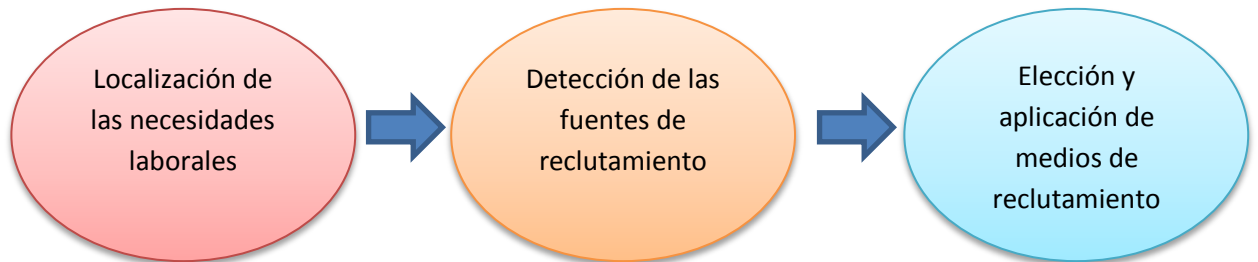 Localización de
las necesidades
laborales
Detección de las
fuentes de
reclutamiento
Elección y
aplicación de
medios de
reclutamiento